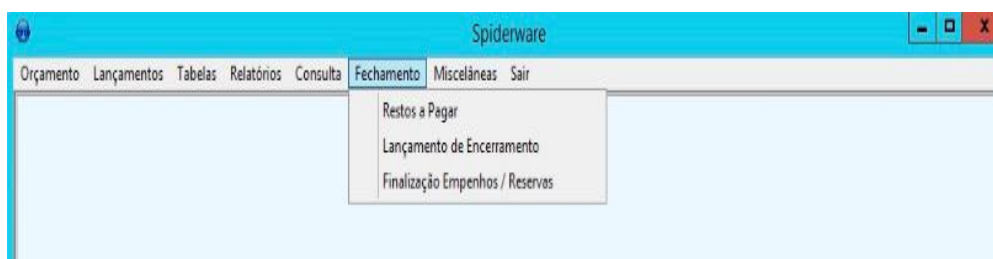 Spiderware
Orçamento Lançamentos Tabelas Relatórios Consulta Fechamento Miscelâneas Sair
Restos a Pagar
Lançamento de Encerramento
Finalização Empenhos / Reservas